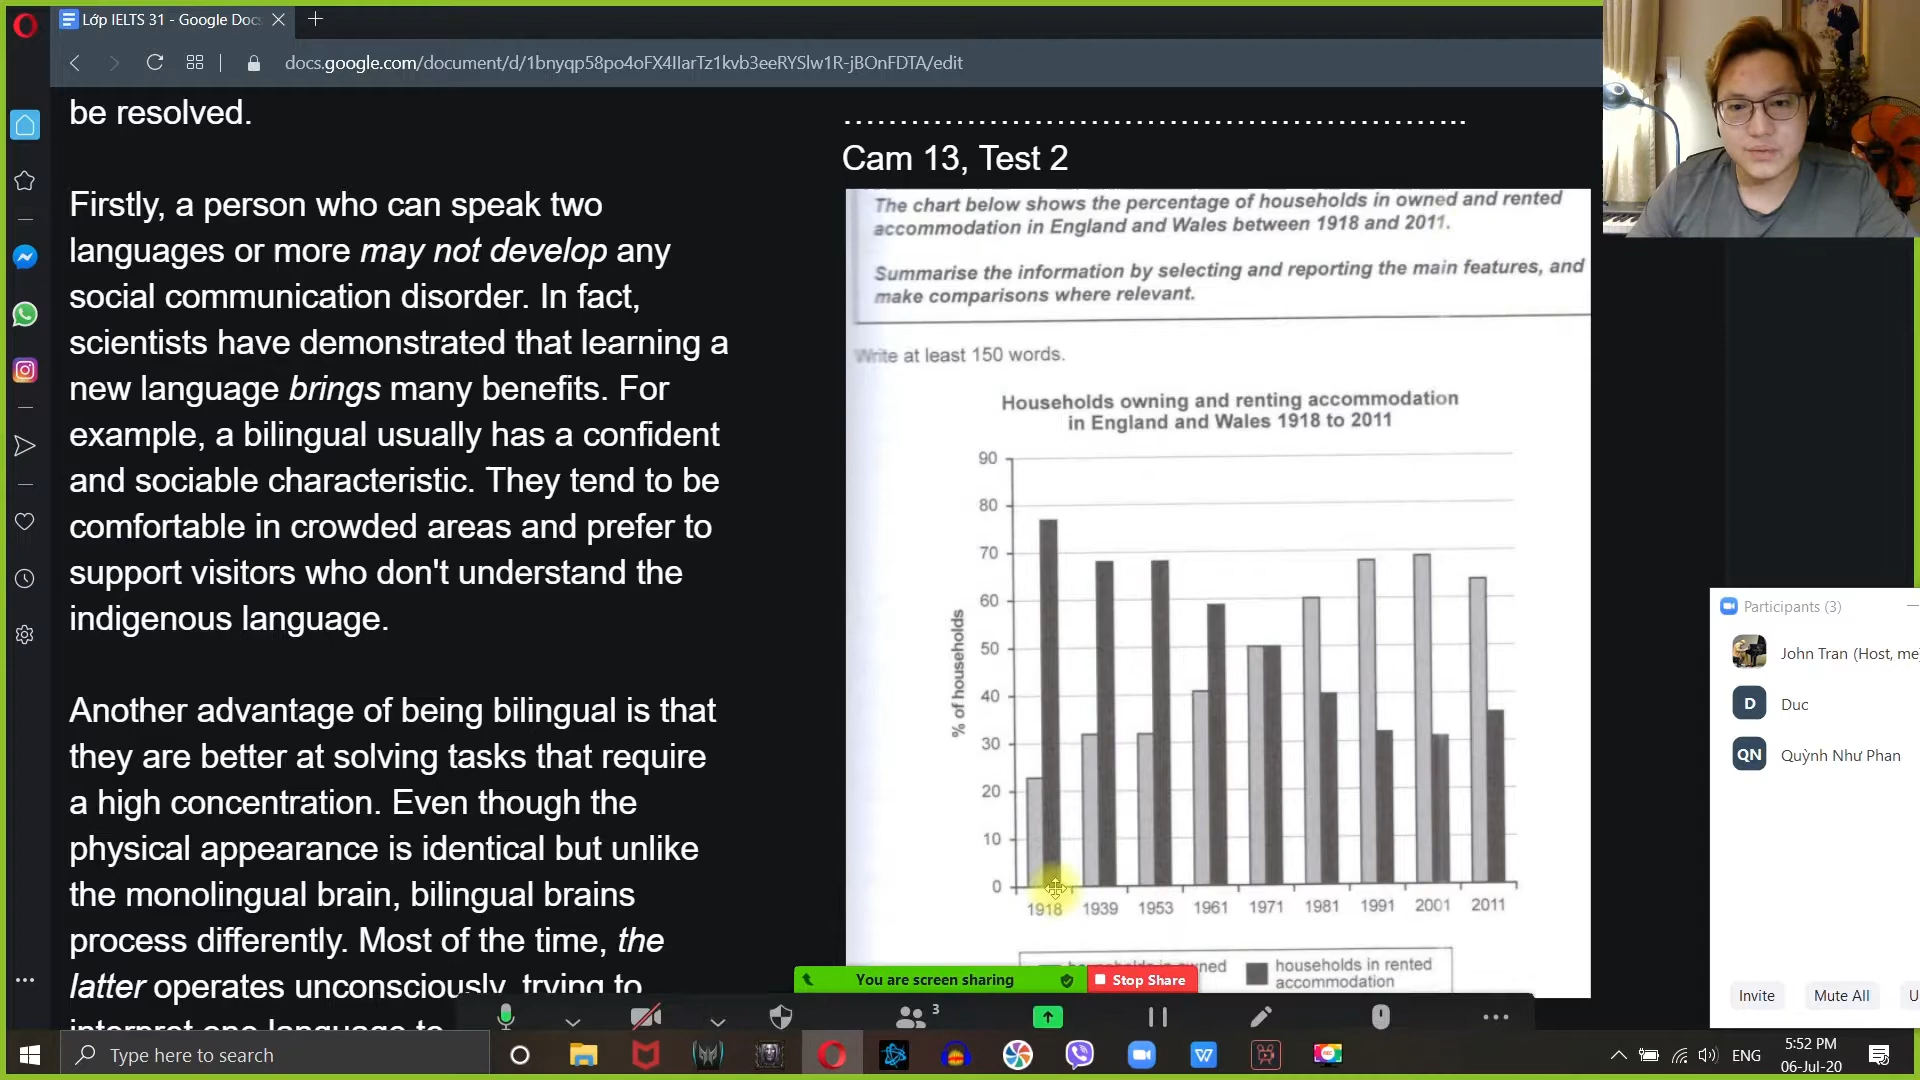 Lớp IELTS 31 - Google Doc
docs.google.com/document/d/1bnyqp58po4oFX4IIarTz1kvb3eeRYSlw1R-jBOnFDTA/edit
be resolved.
Firstly, a person who can speak two
languages or more may not develop any
social communication disorder. In fact,
scientists have demonstrated that learning a
new language brings many benefits. For
example, a bilingual usually has a confident
and sociable characteristic. They tend to be
comfortable in crowded areas and prefer to
support visitors who don't understand the
indigenous language.
Another advantage of being bilingual is that
they are better at solving tasks that require
a high concentration. Even though the
physical appearance is identical but unlike
the monolingual brain, bilingual brains
process differently. Most of the time, the
latter operates unconsciously, trying to
interpret one language to
Cam 13, Test 2
The chart below shows the percentage of households in owned and rented
accommodation in England and Wales between 1918 and 2011.
Summarise the information by selecting and reporting the main features, and
make comparisons where relevant.
Write at least 150 words.
Households owning and renting accommodation
in England and Wales 1918 to 2011
% of households
90
80
70
60
50
40
30
20
10
0
1918 1939 1953 1961 1971 1981 1991 2001 2011
households in owned
households in rented
accommodation
You are screen sharing
Stop Share
3
Participants (3)
John Tran (Host, me
D Duc
QN Quỳnh Như Phan
Invite Mute All U
Type here to search
ENG
5:52 PM
06-Jul-20